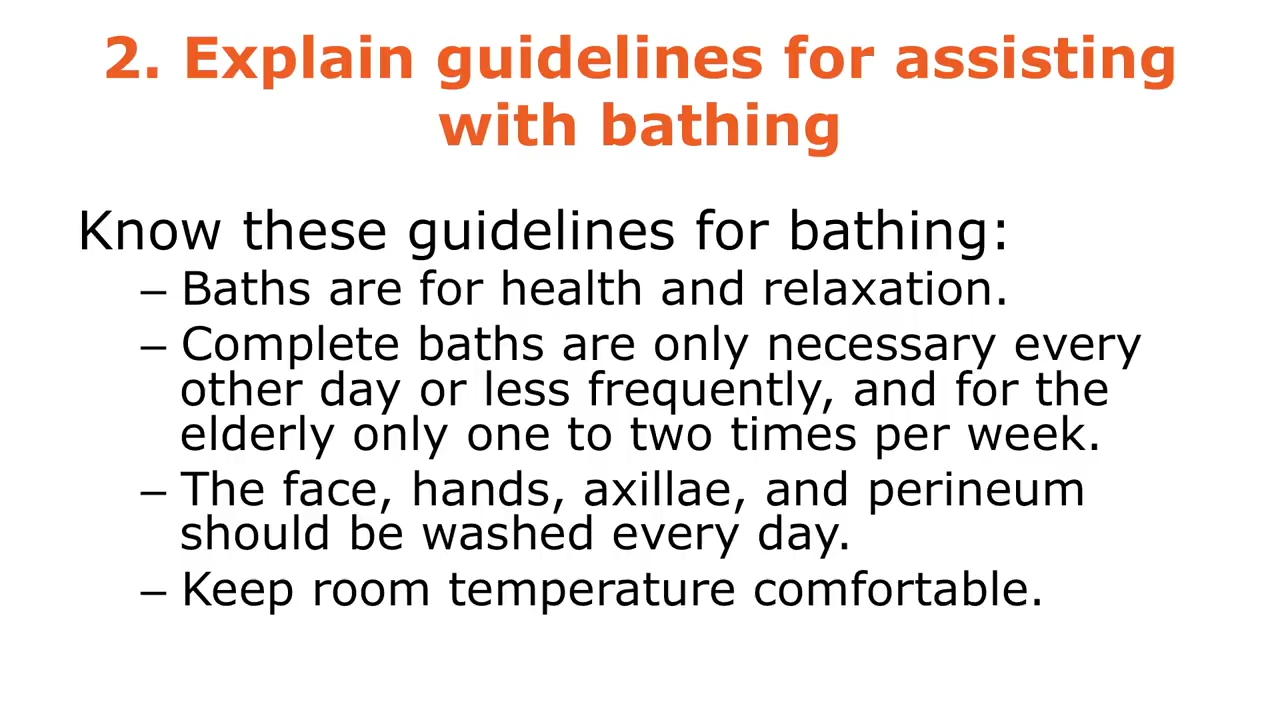 2. Explain guidelines for assisting
with bathing
Know these guidelines for bathing:
– Baths are for health and relaxation.
– Complete baths are only necessary every
other day or less frequently, and for the
elderly only one to two times per week.
– The face, hands, axillae, and perineum
should be washed every day.
– Keep room temperature comfortable.